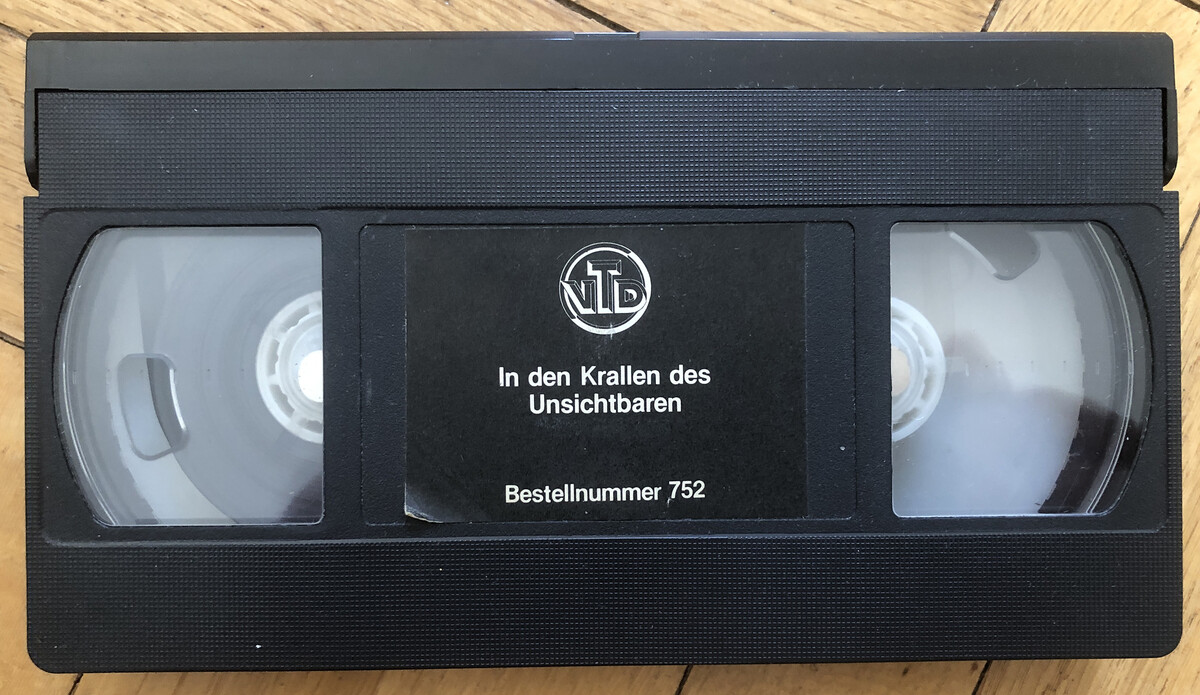 VTD
In den Krallen des
Unsichtbaren
Bestellnummer 752